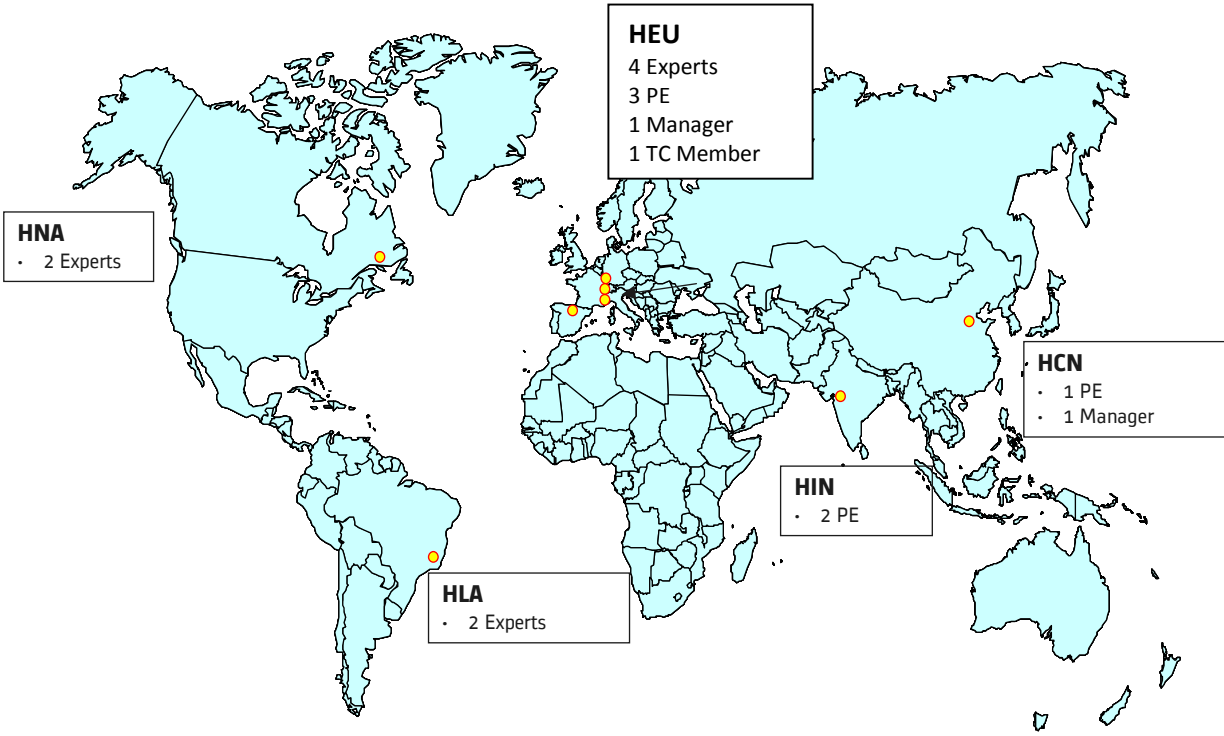 HEU
4 Experts
3 PE
1 Manager
1 TC Member
HNA
· 2 Experts
HCN
· 1 PE
· 1 Manager
HIN
· 2 PE
HLA
· 2 Experts